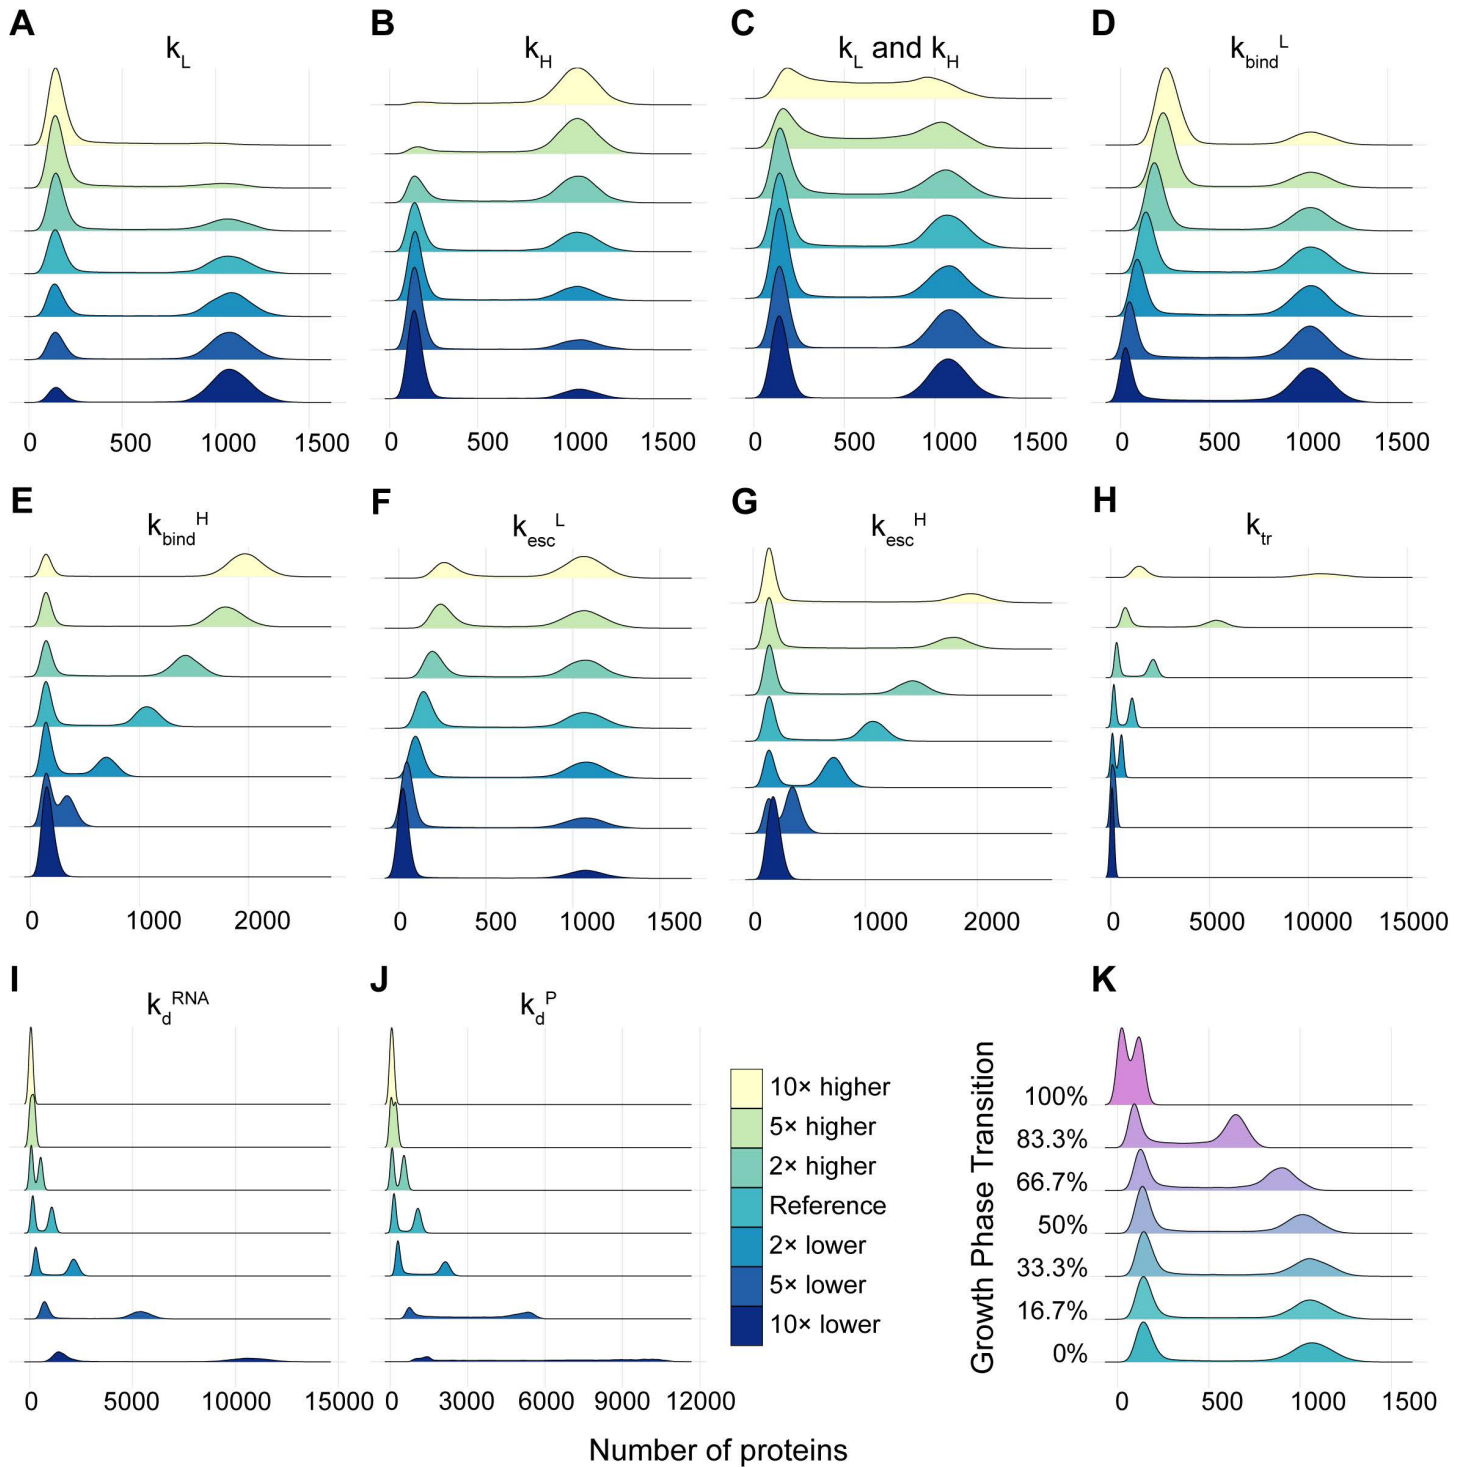 A
B
C
D
k_L
k_H
k_L and k_H
k_bind^L
0 500 1000 1500
0 500 1000 1500
0 500 1000 1500
0 500 1000 1500
E
F
G
H
k_bind^H
k_esc^L
k_esc^H
k_tr
0 1000 2000
0 500 1000 1500
0 1000 2000
0 5000 10000 15000
I
J
K
k_d^RNA
k_d^P
0 5000 10000 15000
0 3000 6000 9000 12000
10× higher
5× higher
2× higher
Reference
2× lower
5× lower
10× lower
Growth Phase Transition
100%
83.3%
66.7%
50%
33.3%
16.7%
0%
0 500 1000 1500
Number of proteins